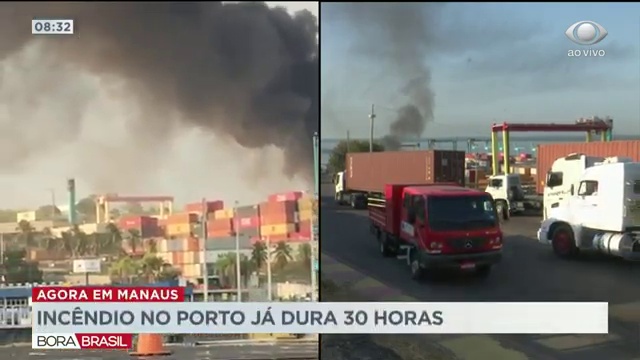 08:32
AO VIVO
AGORA EM MANAUS
INCÊNDIO NO PORTO JÁ DURA 30 HORAS
BORA BRASIL